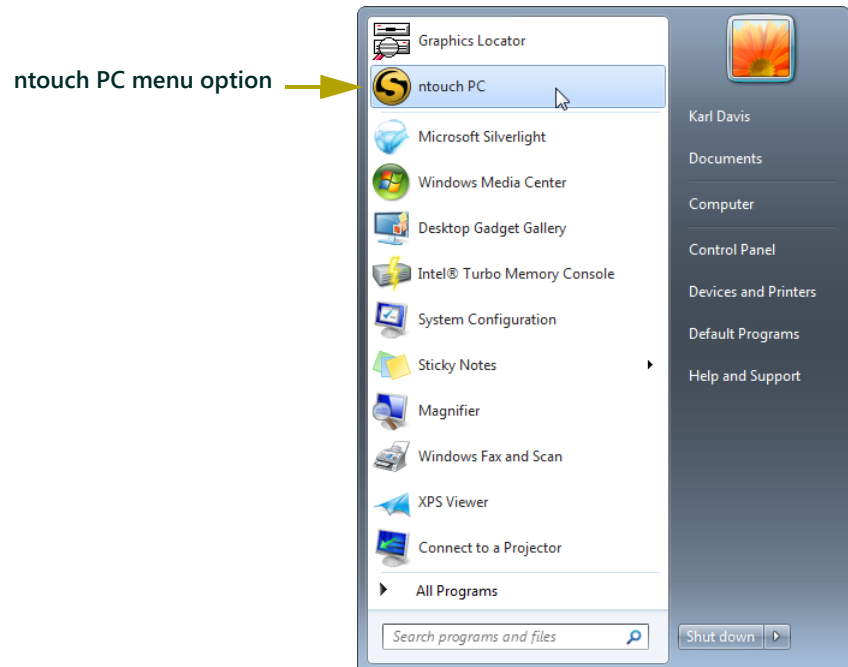 ntouch PC menu option
Graphics Locator
ntouch PC
Microsoft Silverlight
Windows Media Center
Desktop Gadget Gallery
Intel® Turbo Memory Console
System Configuration
Sticky Notes
Magnifier
Windows Fax and Scan
XPS Viewer
Connect to a Projector
All Programs
Search programs and files
Karl Davis
Documents
Computer
Control Panel
Devices and Printers
Default Programs
Help and Support
Shut down